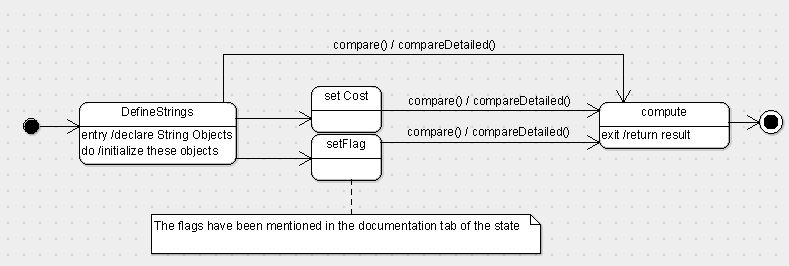 compare() / compareDetailed()
DefineStrings
entry /declare String Objects
do /initialize these objects
set Cost
compare() / compareDetailed()
setFlag
compare() / compareDetailed()
compute
exit /return result
The flags have been mentioned in the documentation tab of the state